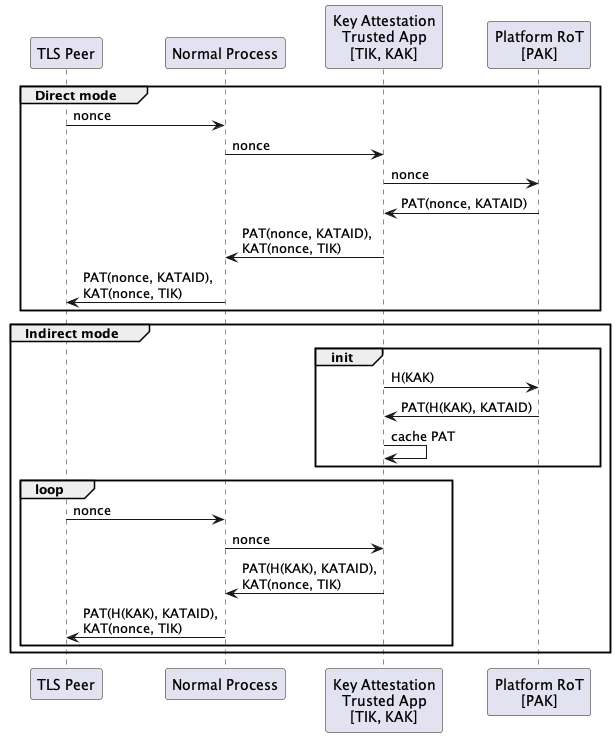 TLS Peer
Normal Process
Key Attestation
Trusted App
[TIK, KAK]
Platform RoT
[PAK]
Direct mode
nonce
nonce
nonce
PAT(nonce, KATAID)
PAT(nonce, KATAID),
KAT(nonce, TIK)
PAT(nonce, KATAID),
KAT(nonce, TIK)
Indirect mode
init
H(KAK)
PAT(H(KAK), KATAID)
cache PAT
loop
nonce
nonce
PAT(H(KAK), KATAID),
KAT(nonce, TIK)
PAT(H(KAK), KATAID),
KAT(nonce, TIK)
TLS Peer
Normal Process
Key Attestation
Trusted App
[TIK, KAK]
Platform RoT
[PAK]